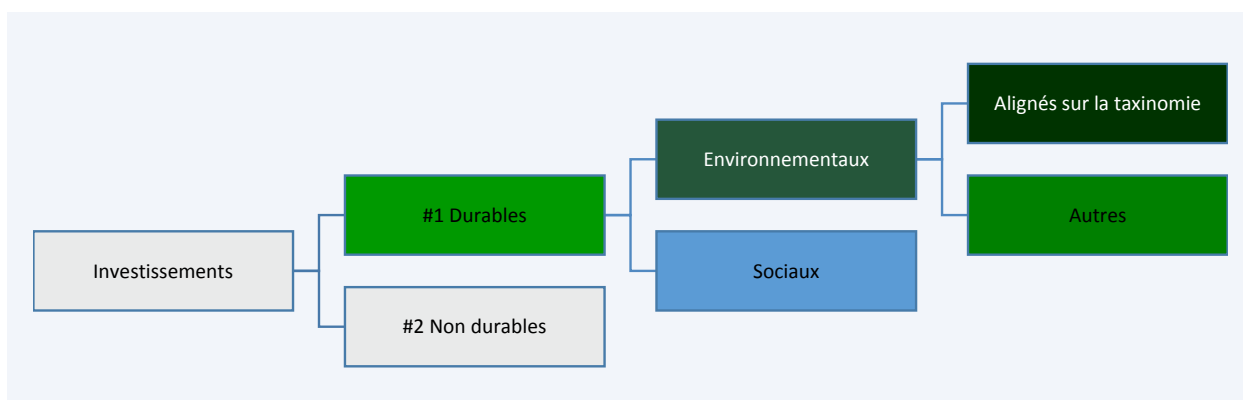 Investissements
#1 Durables
#2 Non durables
Environnementaux
Sociaux
Alignés sur la taxinomie
Autres